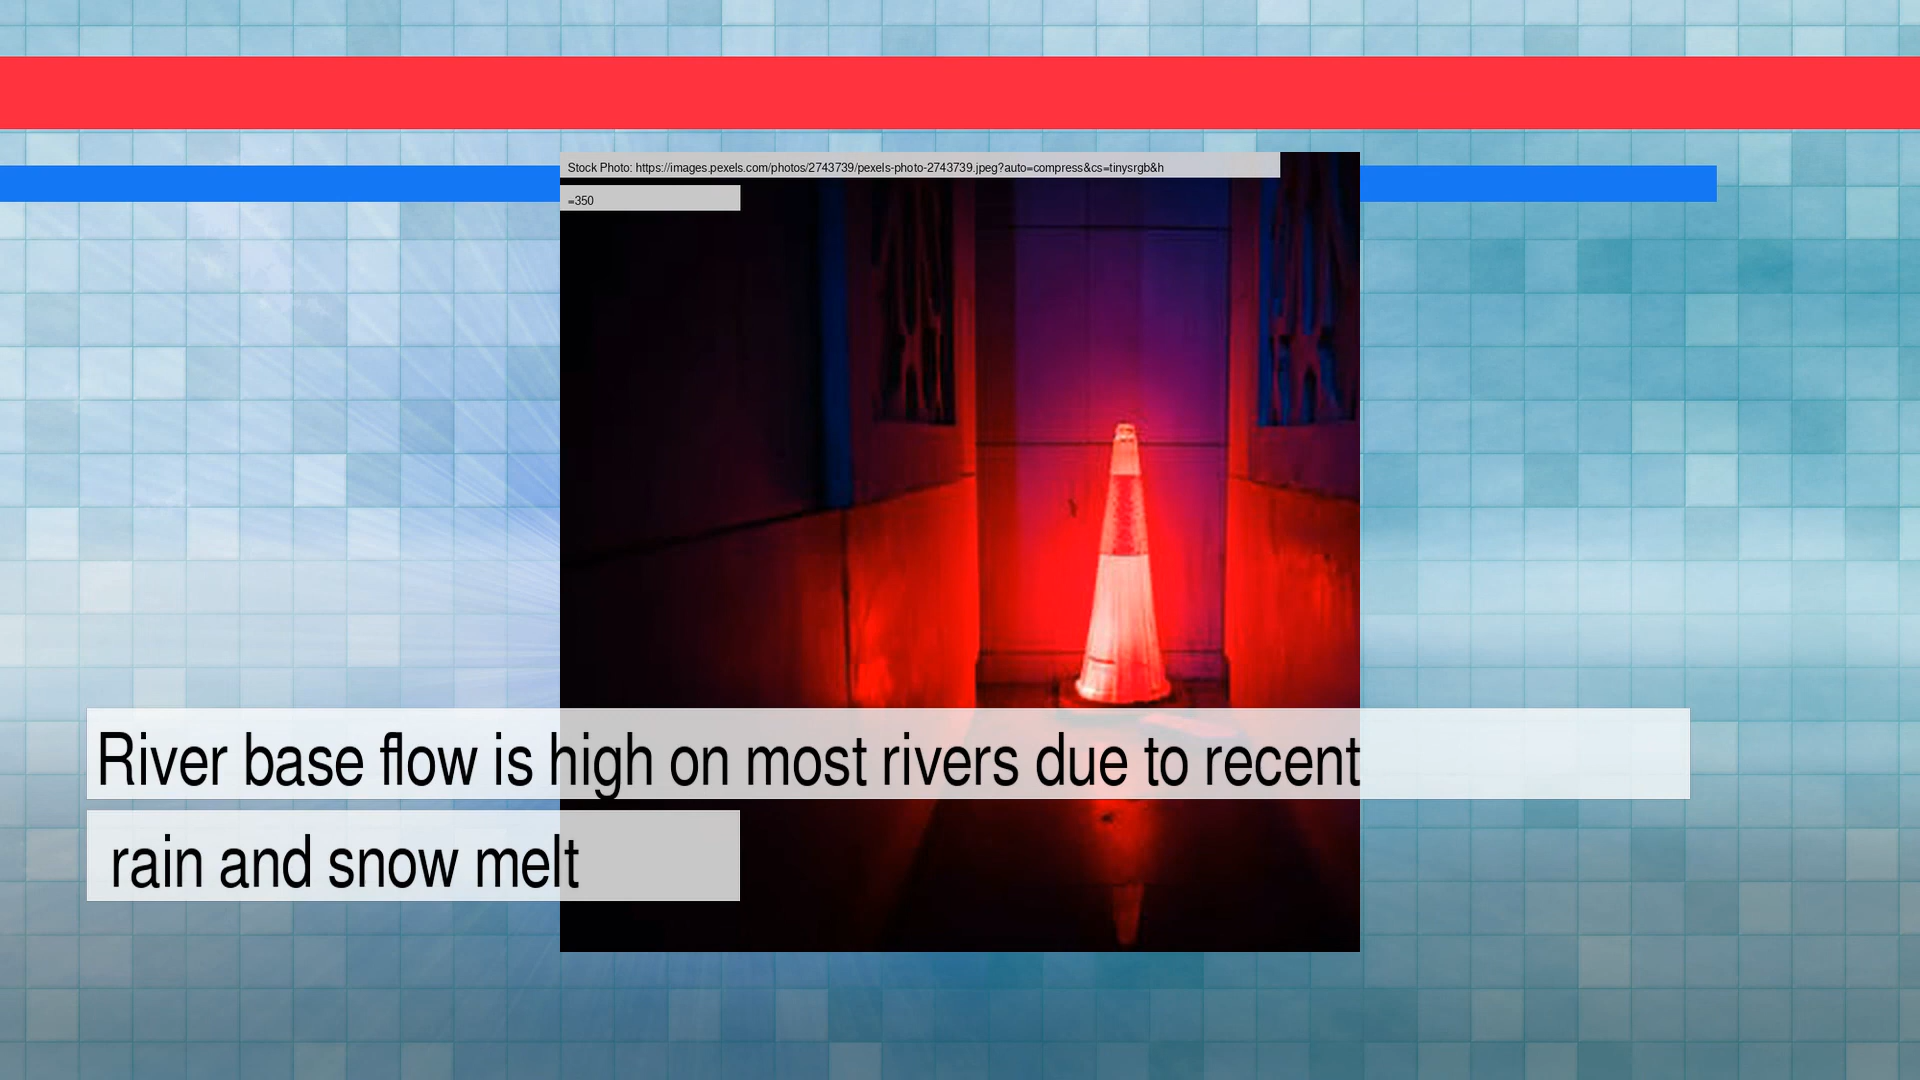 Stock Photo: https://images.pexels.com/photos/2743739/pexels-photo-2743739.jpeg?auto=compress&cs=tinysrgb&h
=350
River base flow is high on most rivers due to recent
rain and snow melt